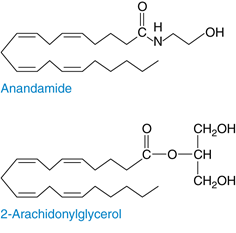 O
C
N
H
OH
Anandamide
O
C
O
CH₂OH
CH
CH₂OH
2-Arachidonylglycerol